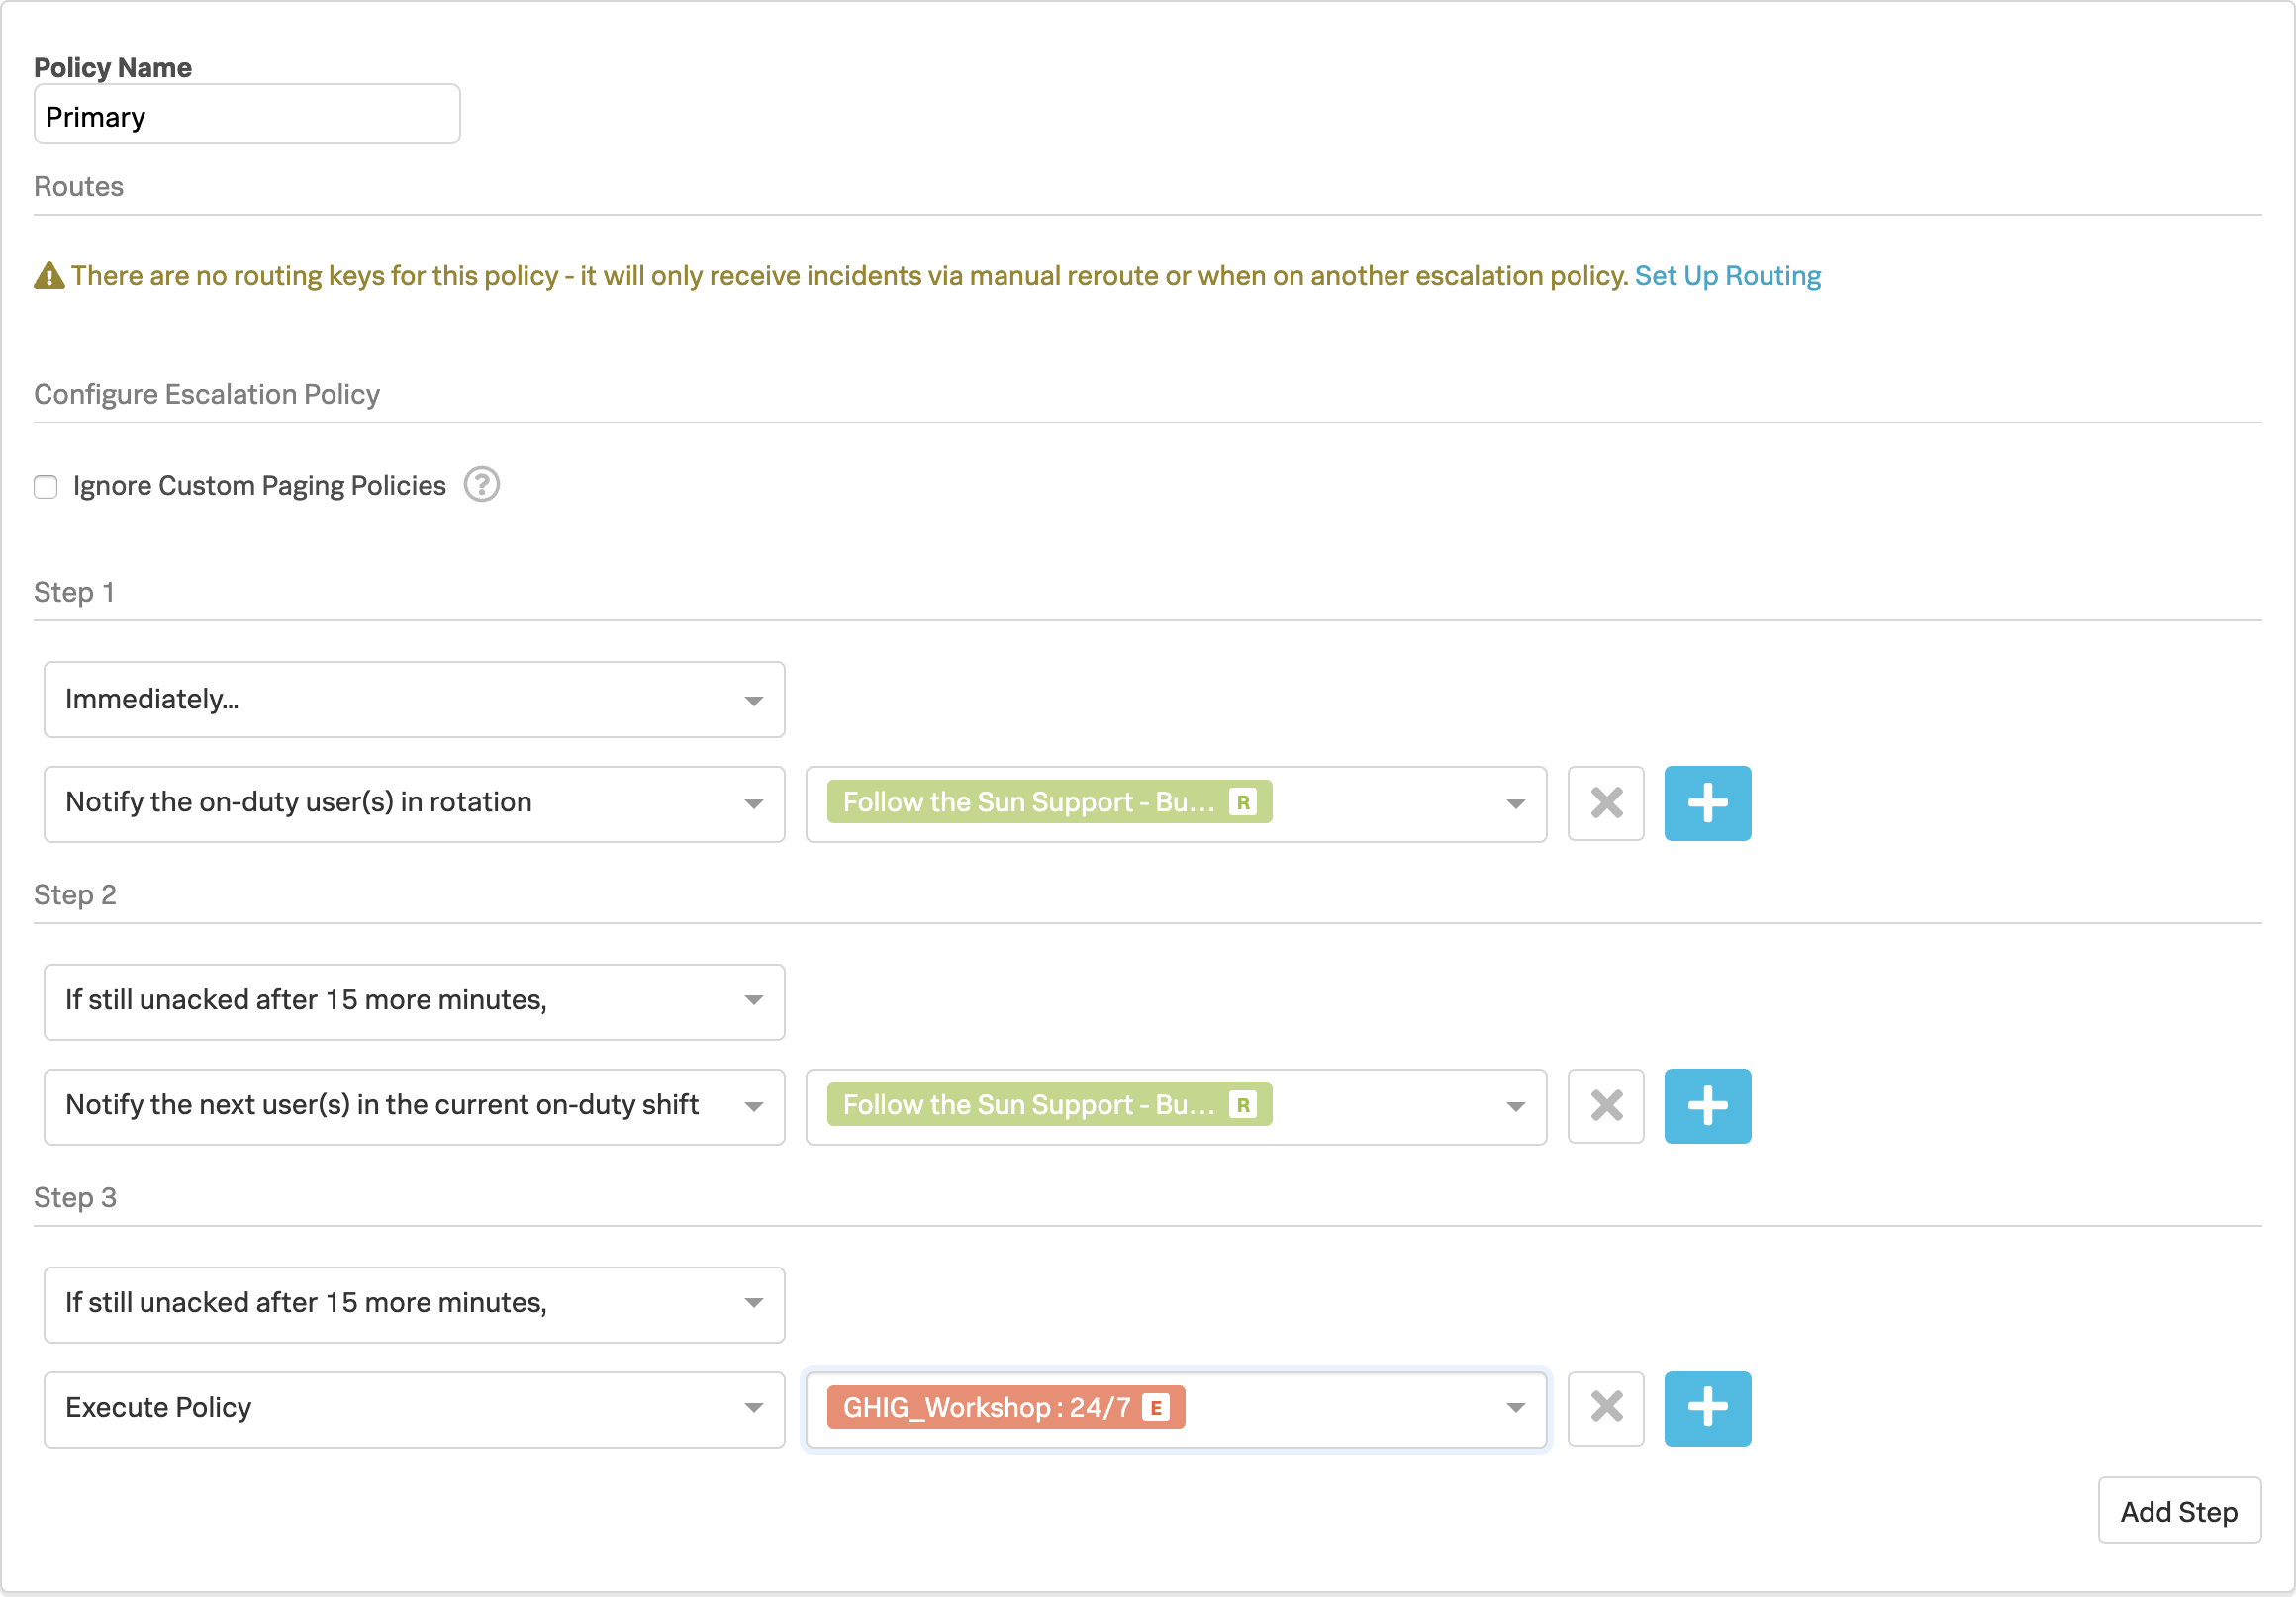 Policy Name
Primary
Routes
There are no routing keys for this policy - it will only receive incidents via manual reroute or when on another escalation policy. Set Up Routing
Configure Escalation Policy
Ignore Custom Paging Policies ?
Step 1
Immediately...
Notify the on-duty user(s) in rotation Follow the Sun Support - Bu... R
Step 2
If still unacked after 15 more minutes,
Notify the next user(s) in the current on-duty shift Follow the Sun Support - Bu... R
Step 3
If still unacked after 15 more minutes,
Execute Policy GHIG_Workshop : 24/7 E
Add Step